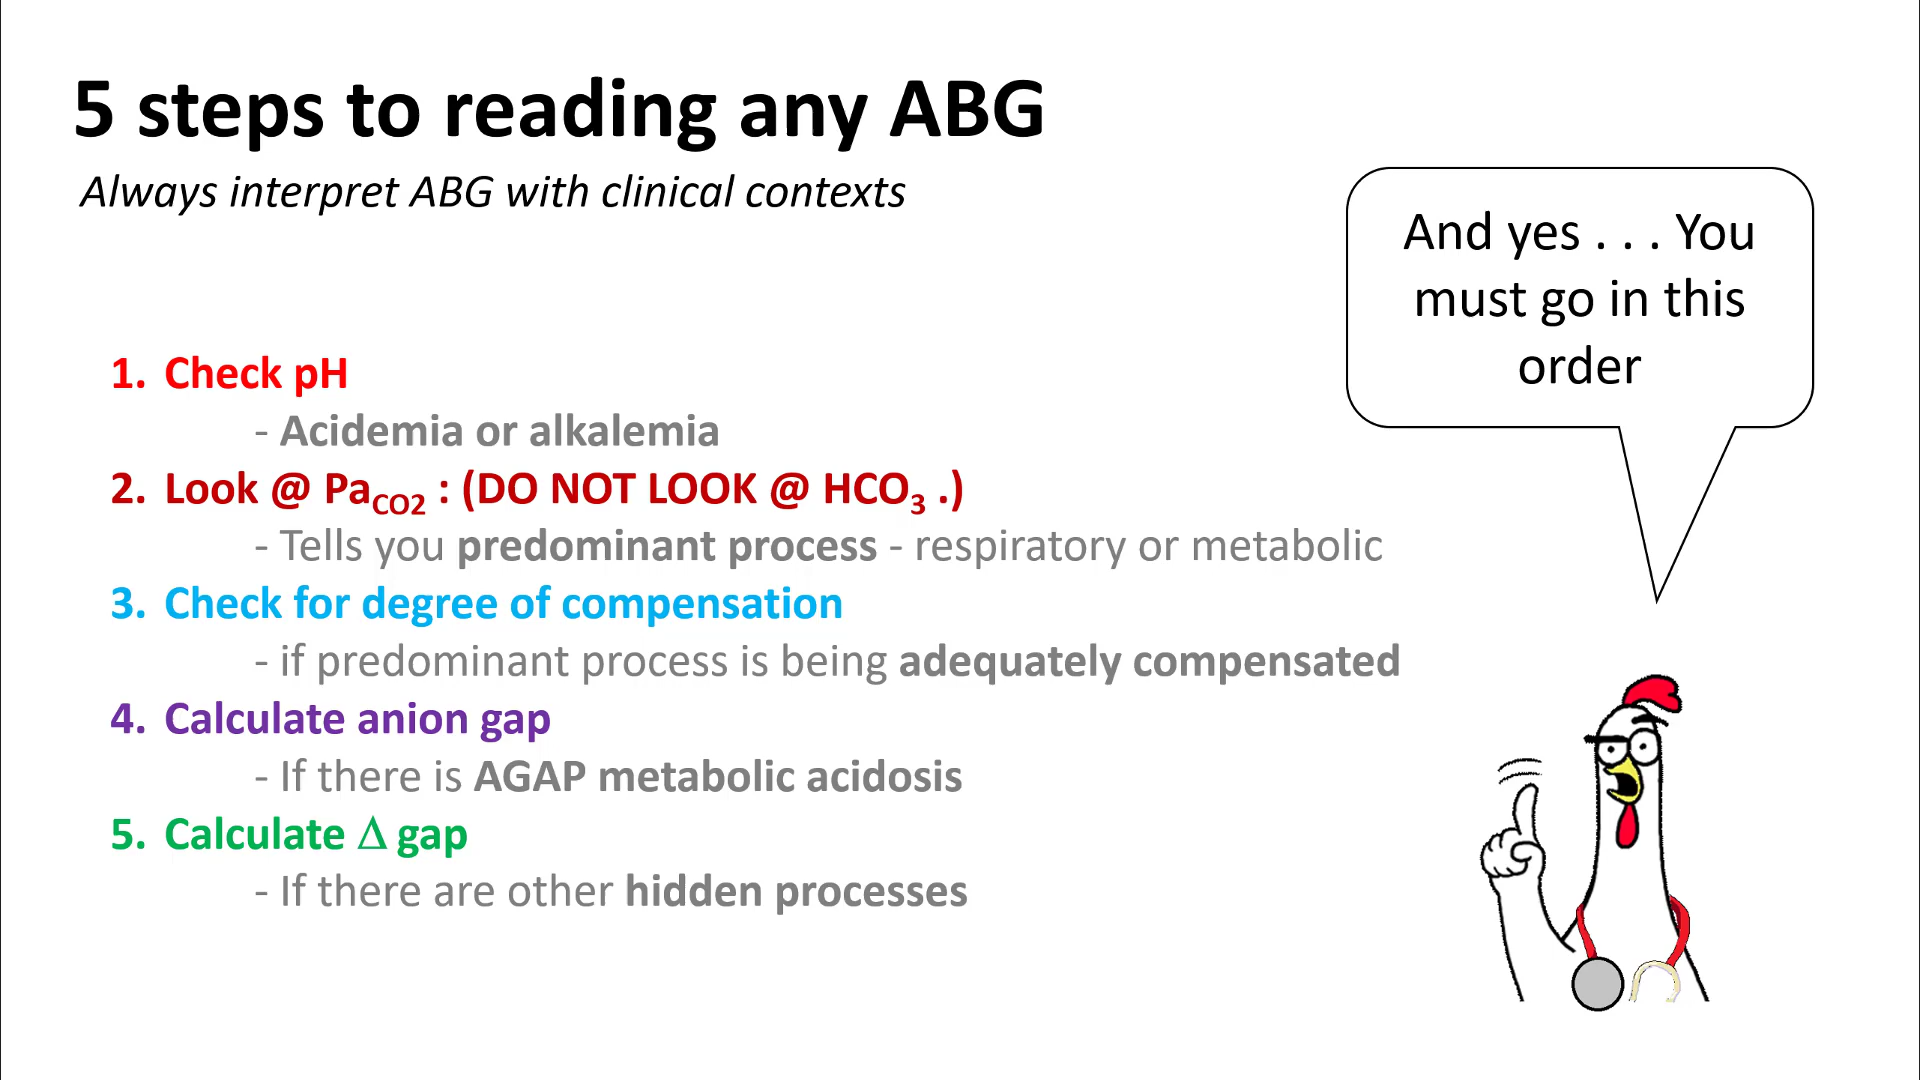 5 steps to reading any ABG
Always interpret ABG with clinical contexts
And yes . . . You
must go in this
order
1. Check pH
- Acidemia or alkalemia
2. Look @ PaCO2 : (DO NOT LOOK @ HCO3 .)
- Tells you predominant process - respiratory or metabolic
3. Check for degree of compensation
- if predominant process is being adequately compensated
4. Calculate anion gap
- If there is AGAP metabolic acidosis
5. Calculate Δ gap
- If there are other hidden processes